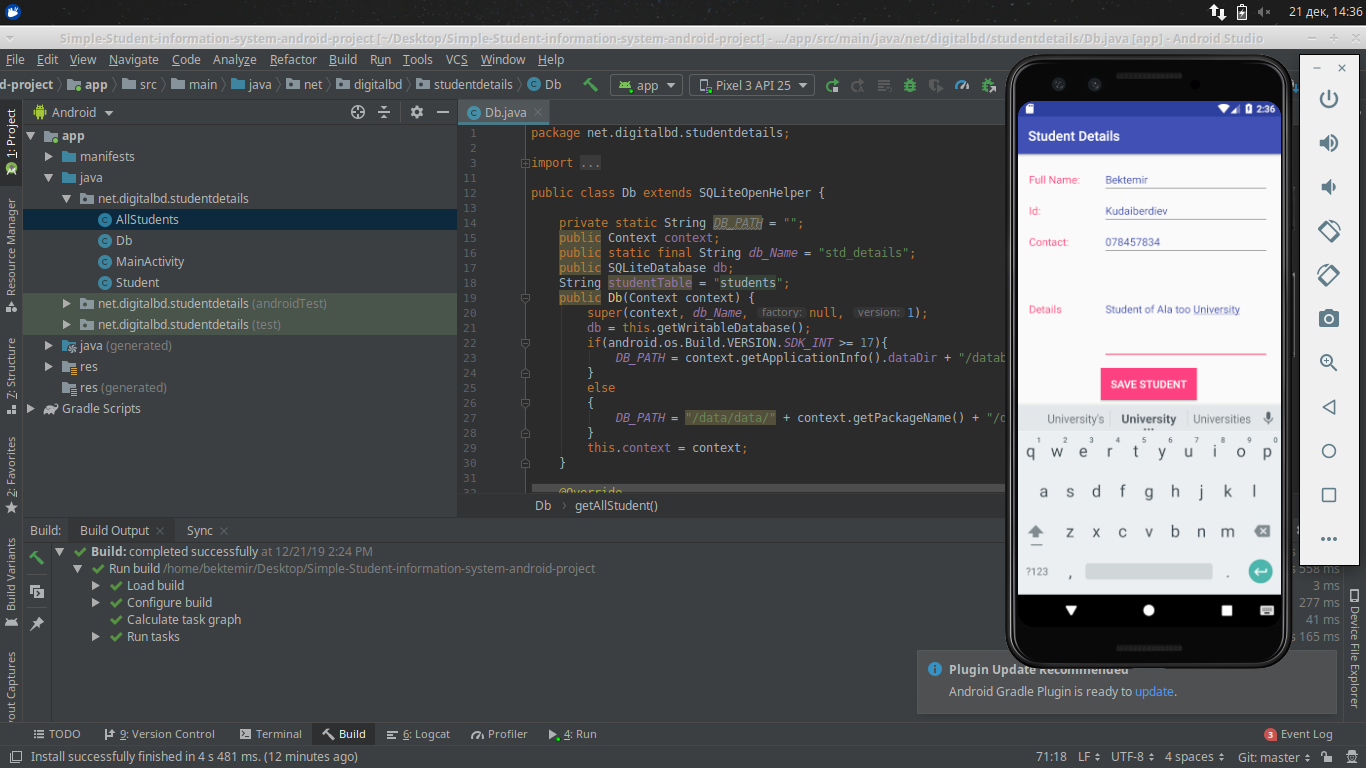 21 дек, 14:36
Simple-Student-information-system-android-project [~/Desktop/Simple-Student-information-system-android-project] - .../app/src/main/java/net/digitalbd/studentdetails/Db.java [app] - Android Studio
File Edit View Navigate Code Analyze Refactor Build Run Tools VCS Window Help
d-project app src main java net digitalbd studentdetails Db app Pixel 3 API 25
Android
1: Project
Resource Manager
7: Structure
2: Favorites
Build Variants
yout Captures
app
manifests
java
net.digitalbd.studentdetails
AllStudents
Db
MainActivity
Student
net.digitalbd.studentdetails (androidTest)
net.digitalbd.studentdetails (test)
java (generated)
res
res (generated)
Gradle Scripts
Db.java
1 package net.digitalbd.studentdetails;
2
3 import ...
11
12 public class Db extends SQLiteOpenHelper {
13
14 private static String DB_PATH = "";
15 public Context context;
16 public static final String db_Name = "std_details";
17 public SQLiteDatabase db;
18 String studentTable = "students";
19 public Db(Context context) {
20 super(context, db_Name, factory: null, version: 1);
21 db = this.getWritableDatabase();
22 if(android.os.Build.VERSION.SDK_INT >= 17){
23 DB_PATH = context.getApplicationInfo().dataDir + "/datab
24 }
25 else
26 {
27 DB_PATH = "/data/data/" + context.getPackageName() + "/d
28 }
29 this.context = context;
30 }
31
32 @Override
Db getAllStudent()
2:36
Student Details
Full Name: Bektemir
Id: Kudaiberdiev
Contact: 078457834
Details Student of Ala too University
SAVE STUDENT
University's University Universities
1 2 3 4 5 6 7 8 9 0
q w e r t y u i o p
a s d f g h j k l
z x c v b n m
?123 , .
Build: Build Output Sync
Build: completed successfully at 12/21/19 2:24 PM
Run build /home/bektemir/Desktop/Simple-Student-information-system-android-project
Load build
Configure build
Calculate task graph
Run tasks
558 ms
3 ms
277 ms
41 ms
s 165 ms
Device File Explorer
Plugin Update Recommended
Android Gradle Plugin is ready to update.
TODO 9: Version Control Terminal Build 6: Logcat Profiler 4: Run 3 Event Log
Install successfully finished in 4 s 481 ms. (12 minutes ago) 71:18 LF UTF-8 4 spaces Git: master